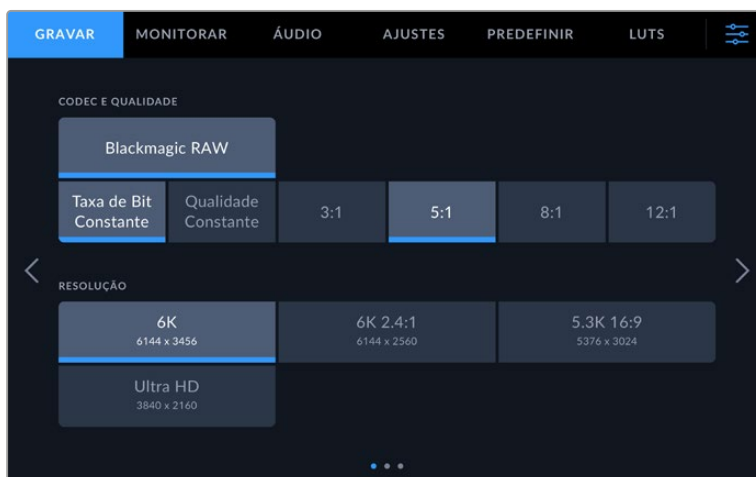 GRAVAR MONITORAR ÁUDIO AJUSTES PREDEFINIR LUTS
CODEC E QUALIDADE
Blackmagic RAW
Taxa de Bit Constante Qualidade Constante 3:1 5:1 8:1 12:1
RESOLUÇÃO
6K 6K 2.4:1 5.3K 16:9
6144 x 3456 6144 x 2560 5376 x 3024
Ultra HD
3840 x 2160